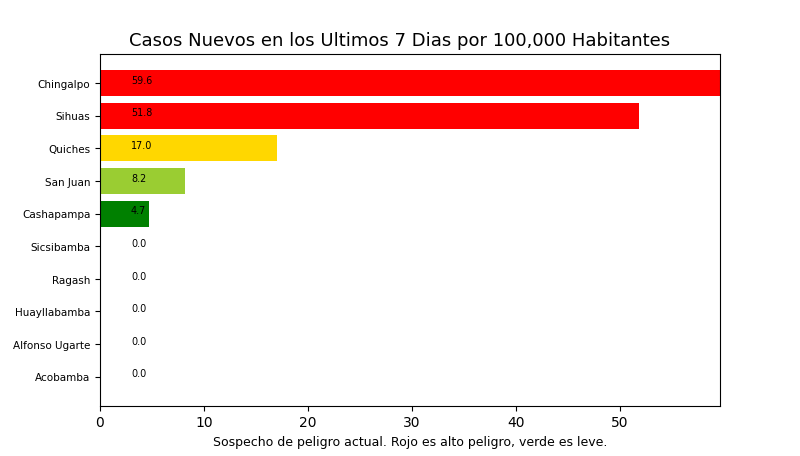 Casos Nuevos en los Ultimos 7 Dias por 100,000 Habitantes
Chingalpo 59.6
Sihuas 51.8
Quiches 17.0
San Juan 8.2
Cashapampa 4.7
Sicsibamba 0.0
Ragash 0.0
Huayllabamba 0.0
Alfonso Ugarte 0.0
Acobamba 0.0
0 10 20 30 40 50
Sospecho de peligro actual. Rojo es alto peligro, verde es leve.